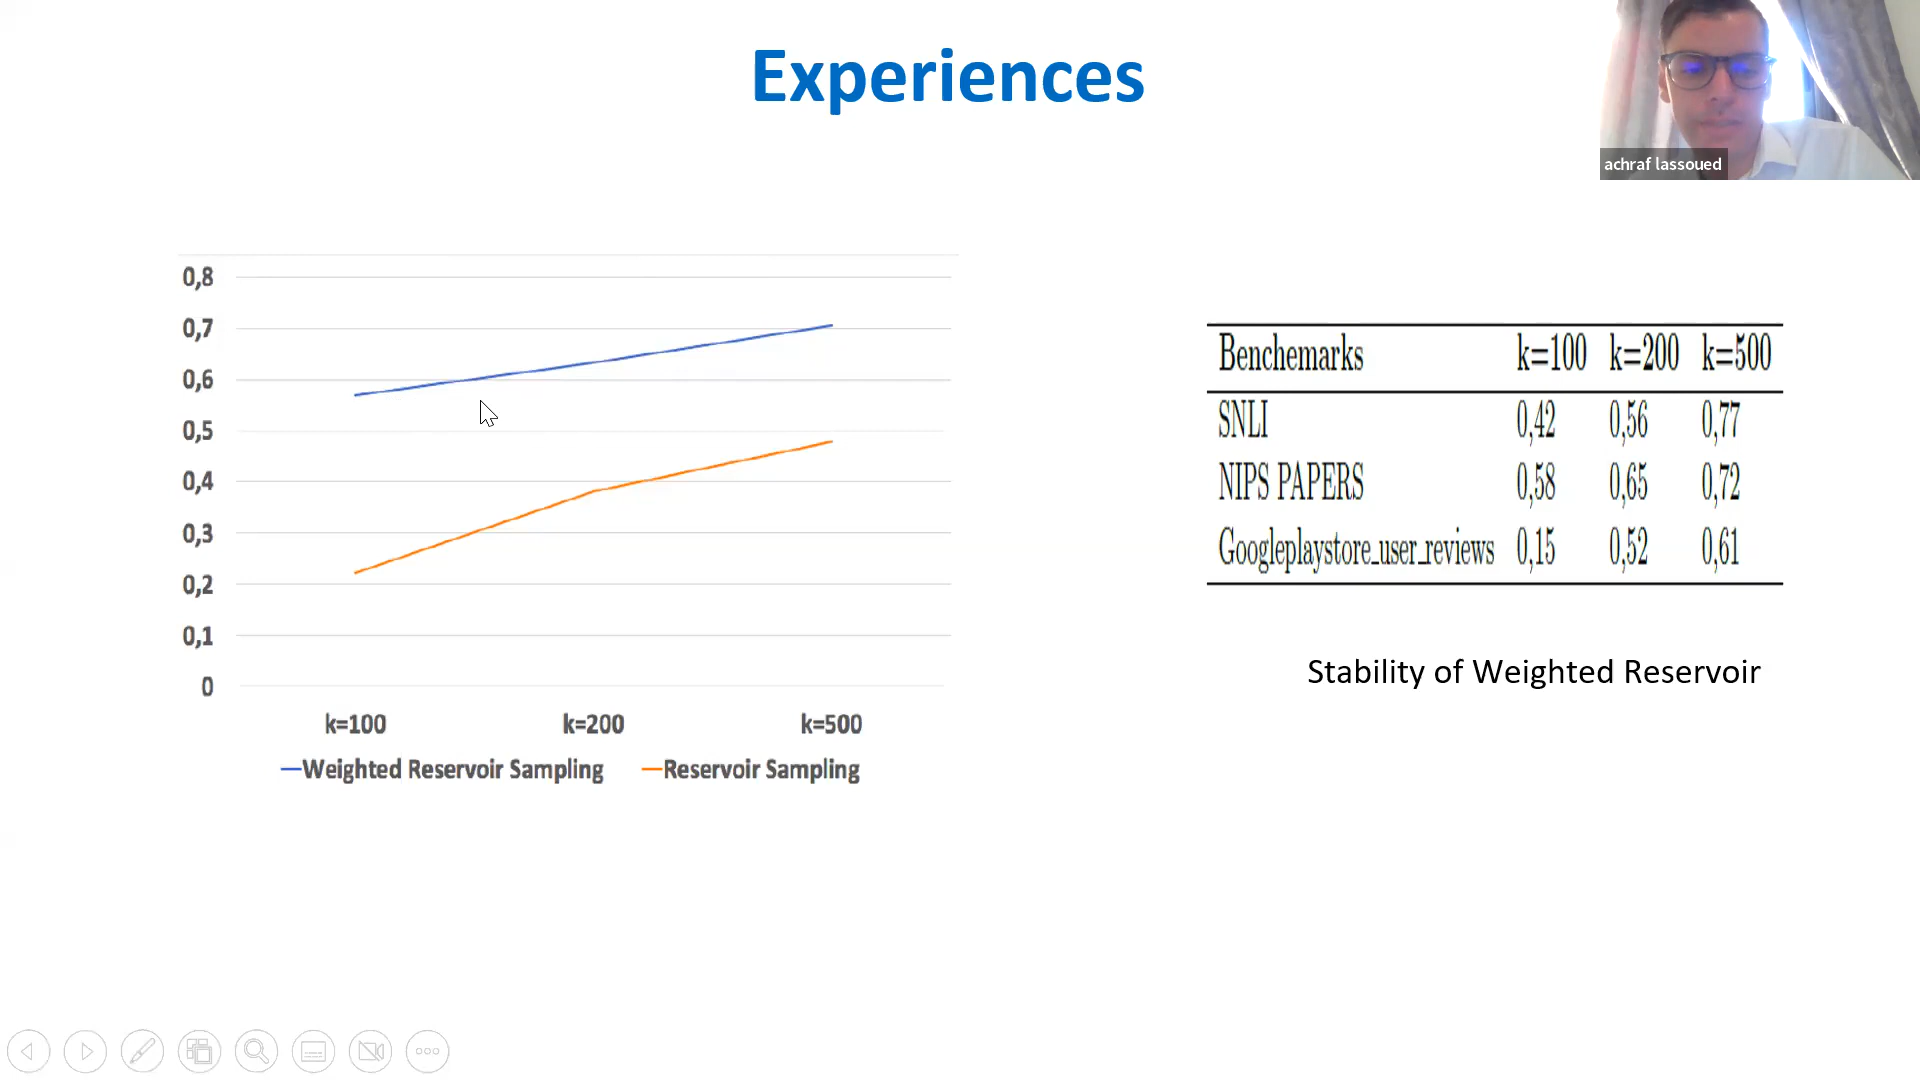 Experiences
achraf lassoued
0,8
0,7
0,6
0,5
0,4
0,3
0,2
0,1
0
k=100 k=200 k=500
Weighted Reservoir Sampling Reservoir Sampling
Benchemarks k=100 k=200 k=500
SNLI 0,42 0,56 0,77
NIPS PAPERS 0,58 0,65 0,72
Googleplaystore_user_reviews 0,15 0,52 0,61
Stability of Weighted Reservoir